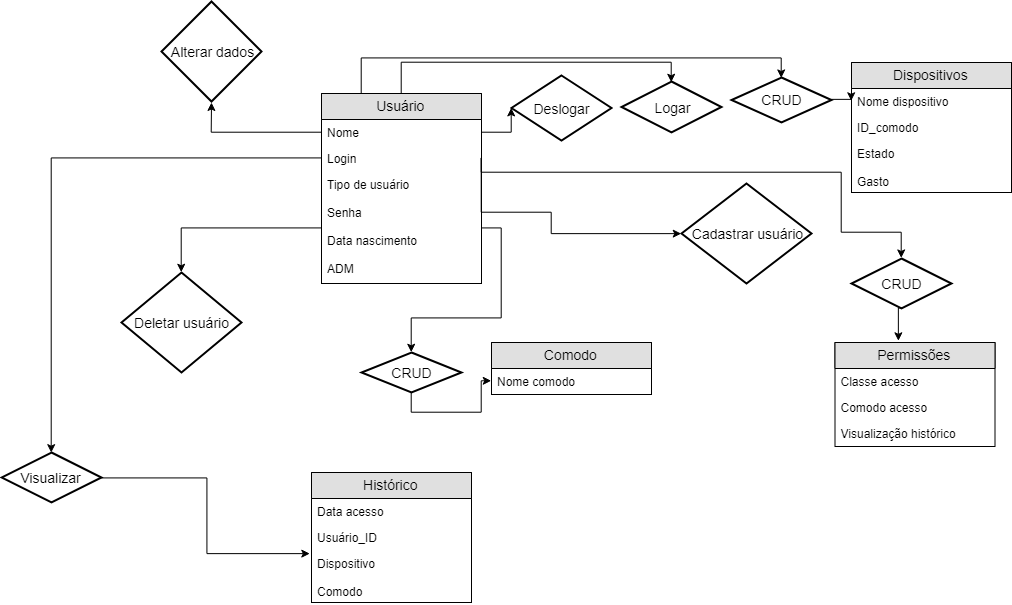 Alterar dados
Usuário
Nome
Login
Tipo de usuário
Senha
Data nascimento
ADM
Deslogar
Logar
CRUD
Dispositivos
Nome dispositivo
ID_comodo
Estado
Gasto
Cadastrar usuário
CRUD
Deletar usuário
CRUD
Comodo
Nome comodo
Permissões
Classe acesso
Comodo acesso
Visualização histórico
Visualizar
Histórico
Data acesso
Usuário_ID
Dispositivo
Comodo